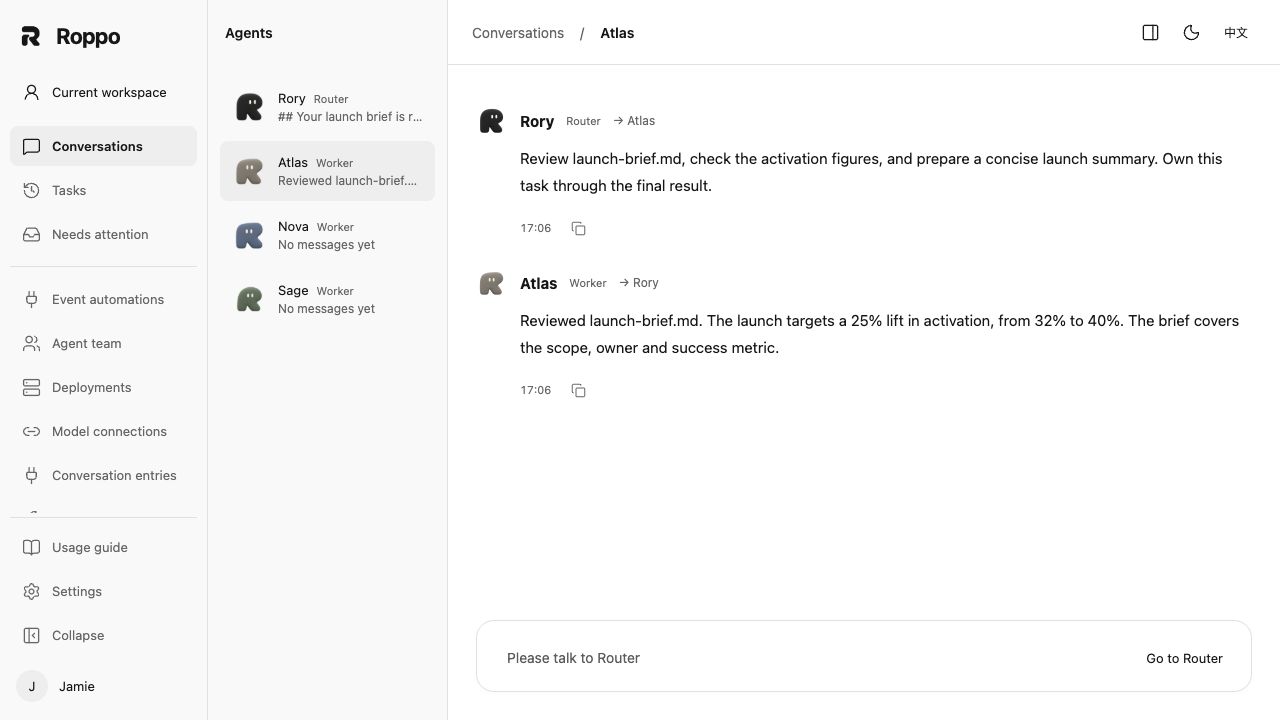 Roppo
Current workspace
Conversations
Tasks
Needs attention
Event automations
Agent team
Deployments
Model connections
Conversation entries
Usage guide
Settings
Collapse
J Jamie
Agents
Rory Router
## Your launch brief is r...
Atlas Worker
Reviewed launch-brief....
Nova Worker
No messages yet
Sage Worker
No messages yet
Conversations / Atlas
中文
Rory Router → Atlas
Review launch-brief.md, check the activation figures, and prepare a concise launch summary. Own this
task through the final result.
17:06
Atlas Worker → Rory
Reviewed launch-brief.md. The launch targets a 25% lift in activation, from 32% to 40%. The brief covers
the scope, owner and success metric.
17:06
Please talk to Router
Go to Router